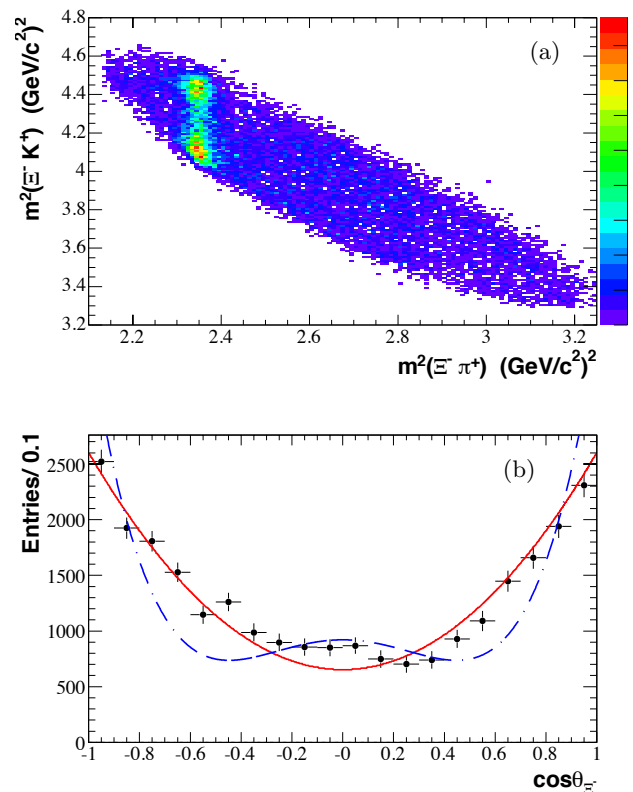 4.8
4.6
4.4
4.2
4
3.8
3.6
3.4
3.2
m²(Ξ⁻ K⁺) (GeV/c²)²
(a)
2.2 2.4 2.6 2.8 3 3.2
m²(Ξ⁻ π⁺) (GeV/c²)²
Entries/ 0.1
2500
2000
1500
1000
500
0
(b)
-1 -0.8 -0.6 -0.4 -0.2 -0 0.2 0.4 0.6 0.8 1
cosθ_Ξ⁻